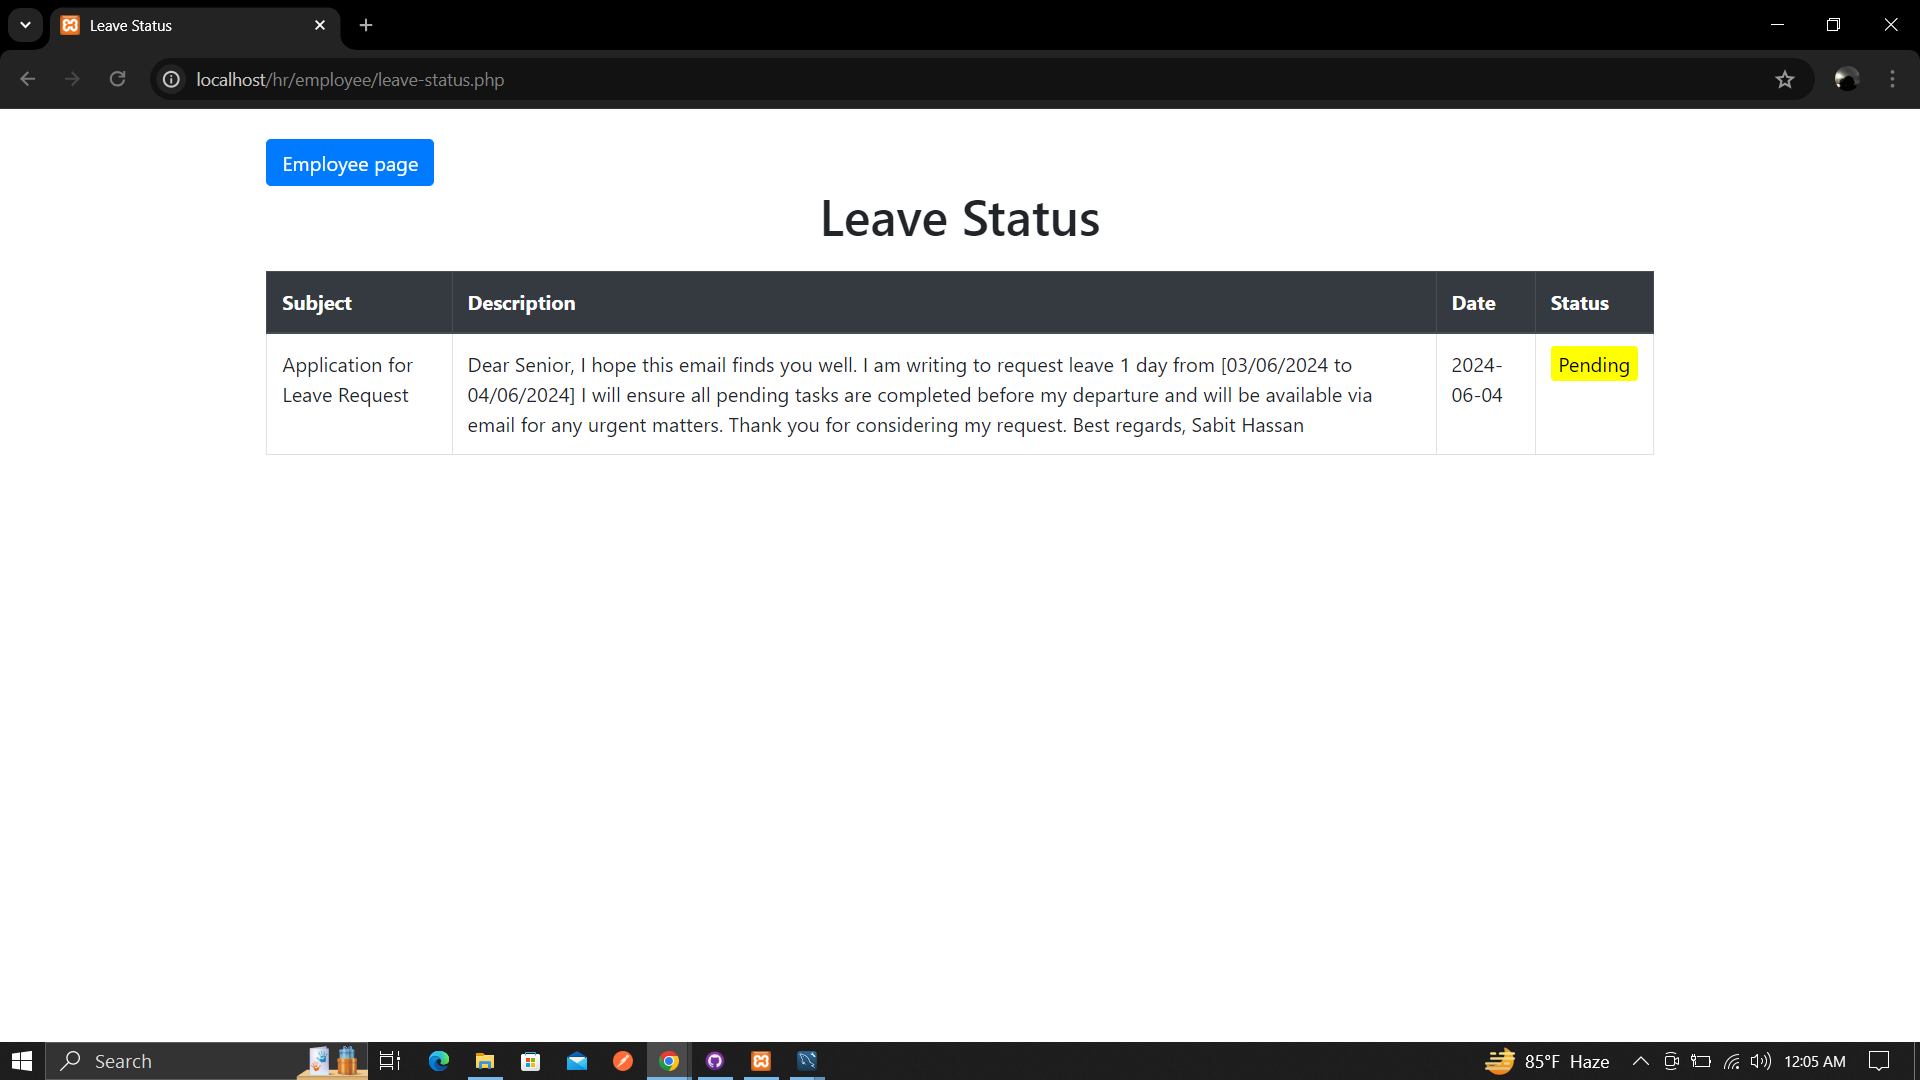 Leave Status
localhost/hr/employee/leave-status.php
Employee page
Leave Status
Subject Description Date Status
Application for Leave Request
Dear Senior, I hope this email finds you well. I am writing to request leave 1 day from [03/06/2024 to
04/06/2024] I will ensure all pending tasks are completed before my departure and will be available via
email for any urgent matters. Thank you for considering my request. Best regards, Sabit Hassan
2024-
06-04
Pending
Search
85°F Haze
12:05 AM